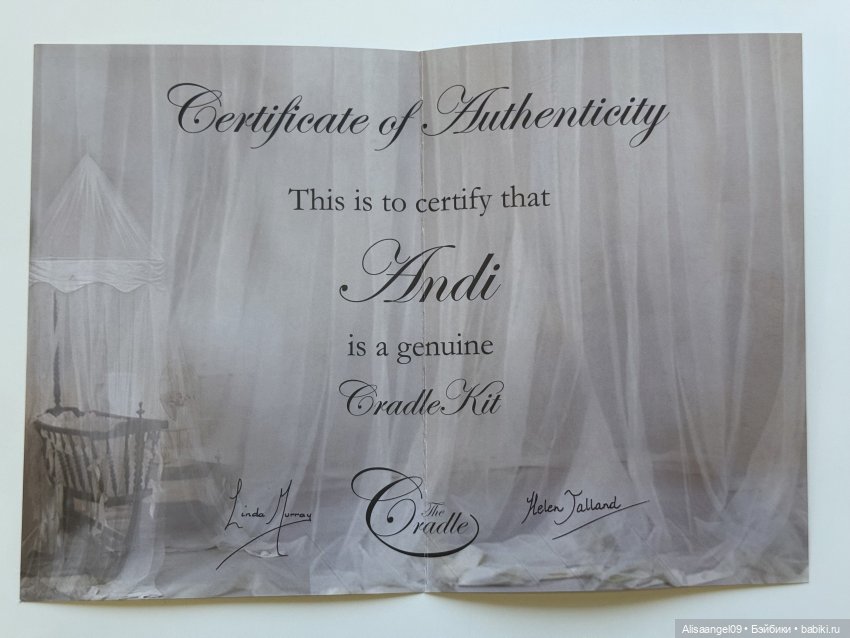 Certificate of Authenticity
This is to certify that
Andi
is a genuine
CradleKit
Linda Murray
The Cradle
Helen Jalland
Alisaangel09 • Бэйбики • babiki.ru